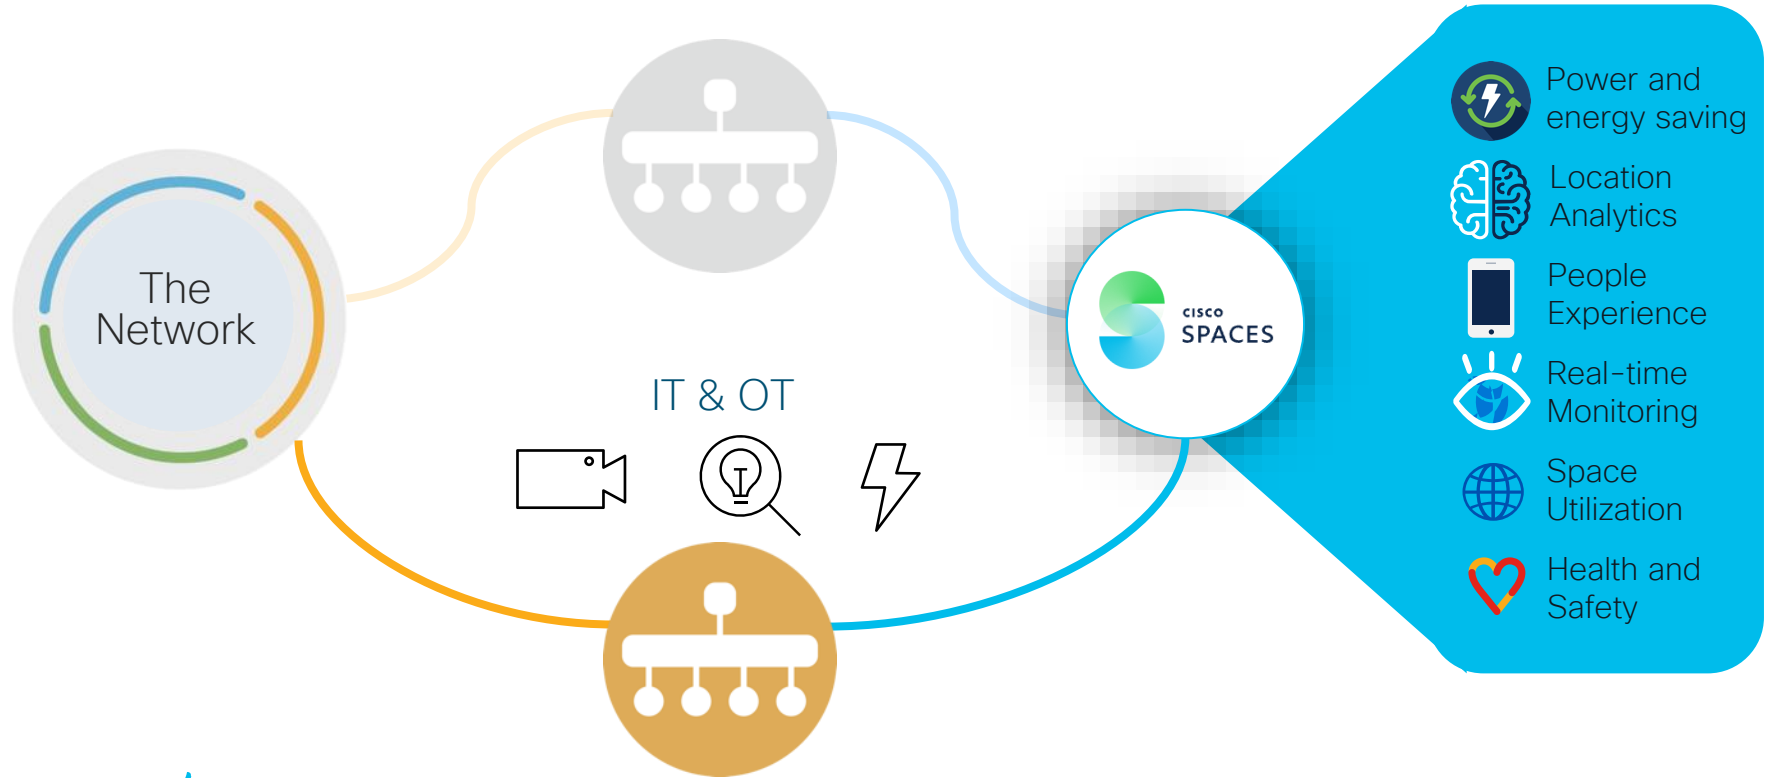 The
Network
IT & OT
CISCO
SPACES
Power and
energy saving
Location
Analytics
People
Experience
Real-time
Monitoring
Space
Utilization
Health and
Safety